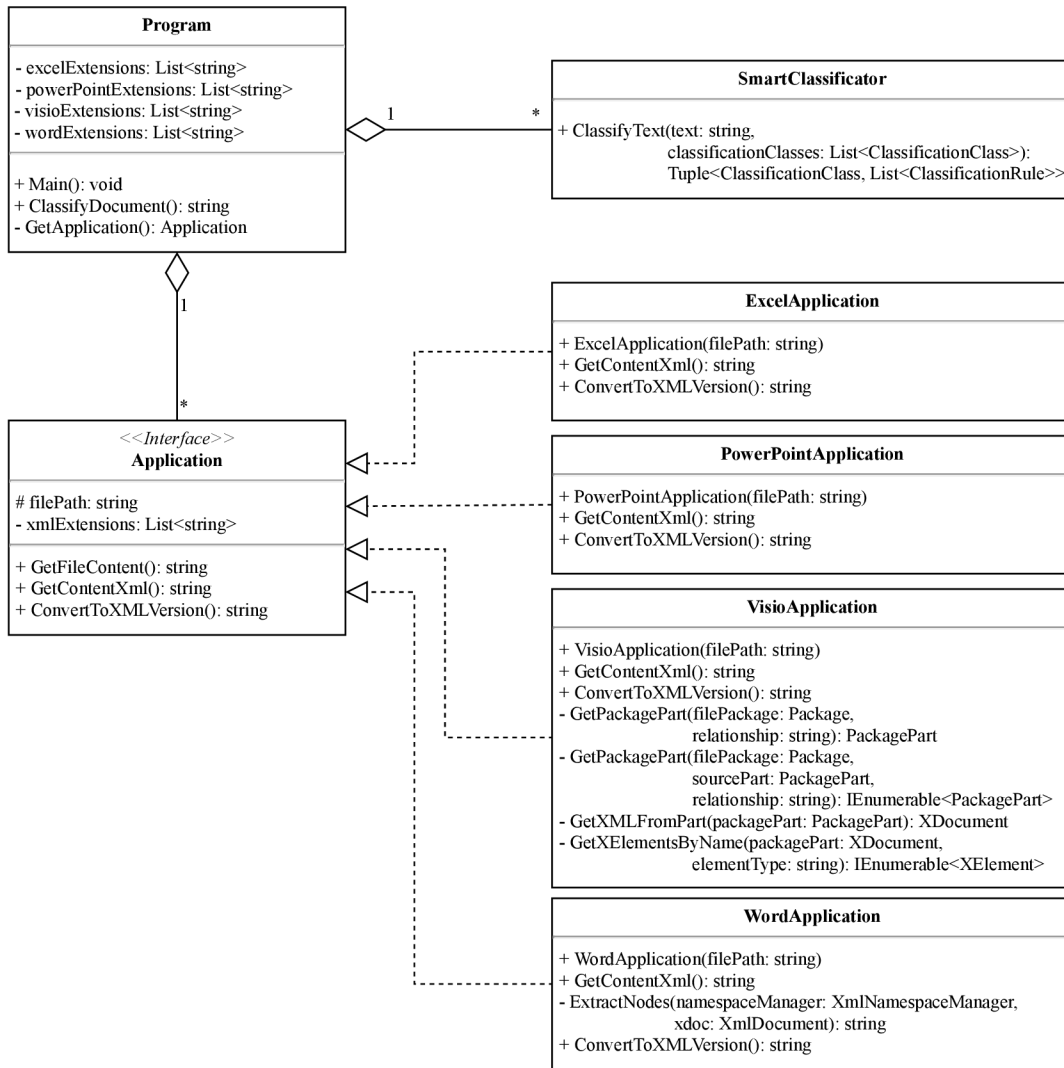 Program
- excelExtensions: List<string>
- powerPointExtensions: List<string>
- visioExtensions: List<string>
- wordExtensions: List<string>
+ Main(): void
+ ClassifyDocument(): string
- GetApplication(): Application
1
*
SmartClassificator
+ ClassifyText(text: string,
classificationClasses: List<ClassificationClass>):
Tuple<ClassificationClass, List<ClassificationRule>>
1
*
<<Interface>>
Application
# filePath: string
- xmlExtensions: List<string>
+ GetFileContent(): string
+ GetContentXml(): string
+ ConvertToXMLVersion(): string
ExcelApplication
+ ExcelApplication(filePath: string)
+ GetContentXml(): string
+ ConvertToXMLVersion(): string
PowerPointApplication
+ PowerPointApplication(filePath: string)
+ GetContentXml(): string
+ ConvertToXMLVersion(): string
VisioApplication
+ VisioApplication(filePath: string)
+ GetContentXml(): string
+ ConvertToXMLVersion(): string
- GetPackagePart(filePackage: Package,
relationship: string): PackagePart
- GetPackagePart(filePackage: Package,
sourcePart: PackagePart,
relationship: string): IEnumerable<PackagePart>
- GetXMLFromPart(packagePart: PackagePart): XDocument
- GetXElementsByName(packagePart: XDocument,
elementType: string): IEnumerable<XElement>
WordApplication
+ WordApplication(filePath: string)
+ GetContentXml(): string
- ExtractNodes(namespaceManager: XmlNamespaceManager,
xdoc: XmlDocument): string
+ ConvertToXMLVersion(): string